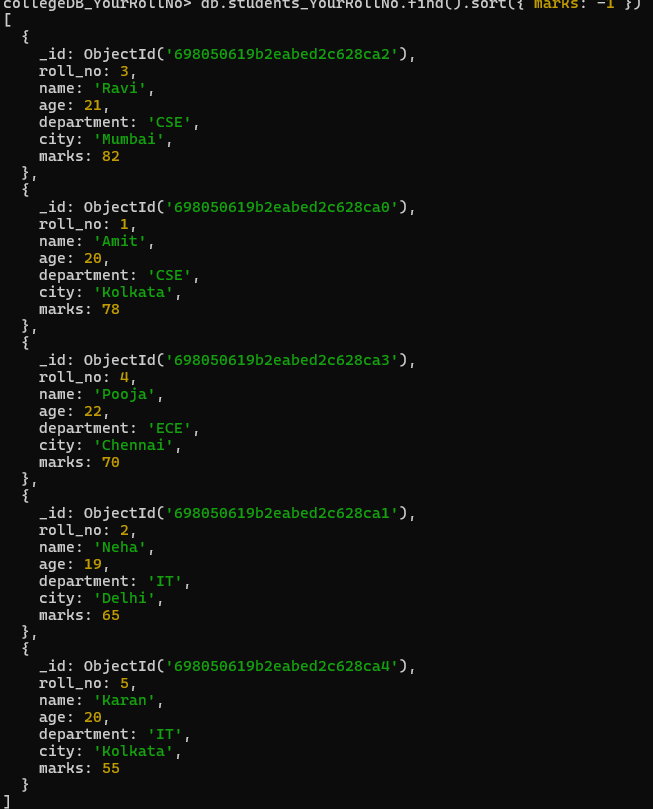 collegeDB_YourRollNo> db.students_YourRollNo.find().sort({ marks: -1 })
[
  {
    _id: ObjectId('698050619b2eabed2c628ca2'),
    roll_no: 3,
    name: 'Ravi',
    age: 21,
    department: 'CSE',
    city: 'Mumbai',
    marks: 82
  },
  {
    _id: ObjectId('698050619b2eabed2c628ca0'),
    roll_no: 1,
    name: 'Amit',
    age: 20,
    department: 'CSE',
    city: 'Kolkata',
    marks: 78
  },
  {
    _id: ObjectId('698050619b2eabed2c628ca3'),
    roll_no: 4,
    name: 'Pooja',
    age: 22,
    department: 'ECE',
    city: 'Chennai',
    marks: 70
  },
  {
    _id: ObjectId('698050619b2eabed2c628ca1'),
    roll_no: 2,
    name: 'Neha',
    age: 19,
    department: 'IT',
    city: 'Delhi',
    marks: 65
  },
  {
    _id: ObjectId('698050619b2eabed2c628ca4'),
    roll_no: 5,
    name: 'Karan',
    age: 20,
    department: 'IT',
    city: 'Kolkata',
    marks: 55
  }
]